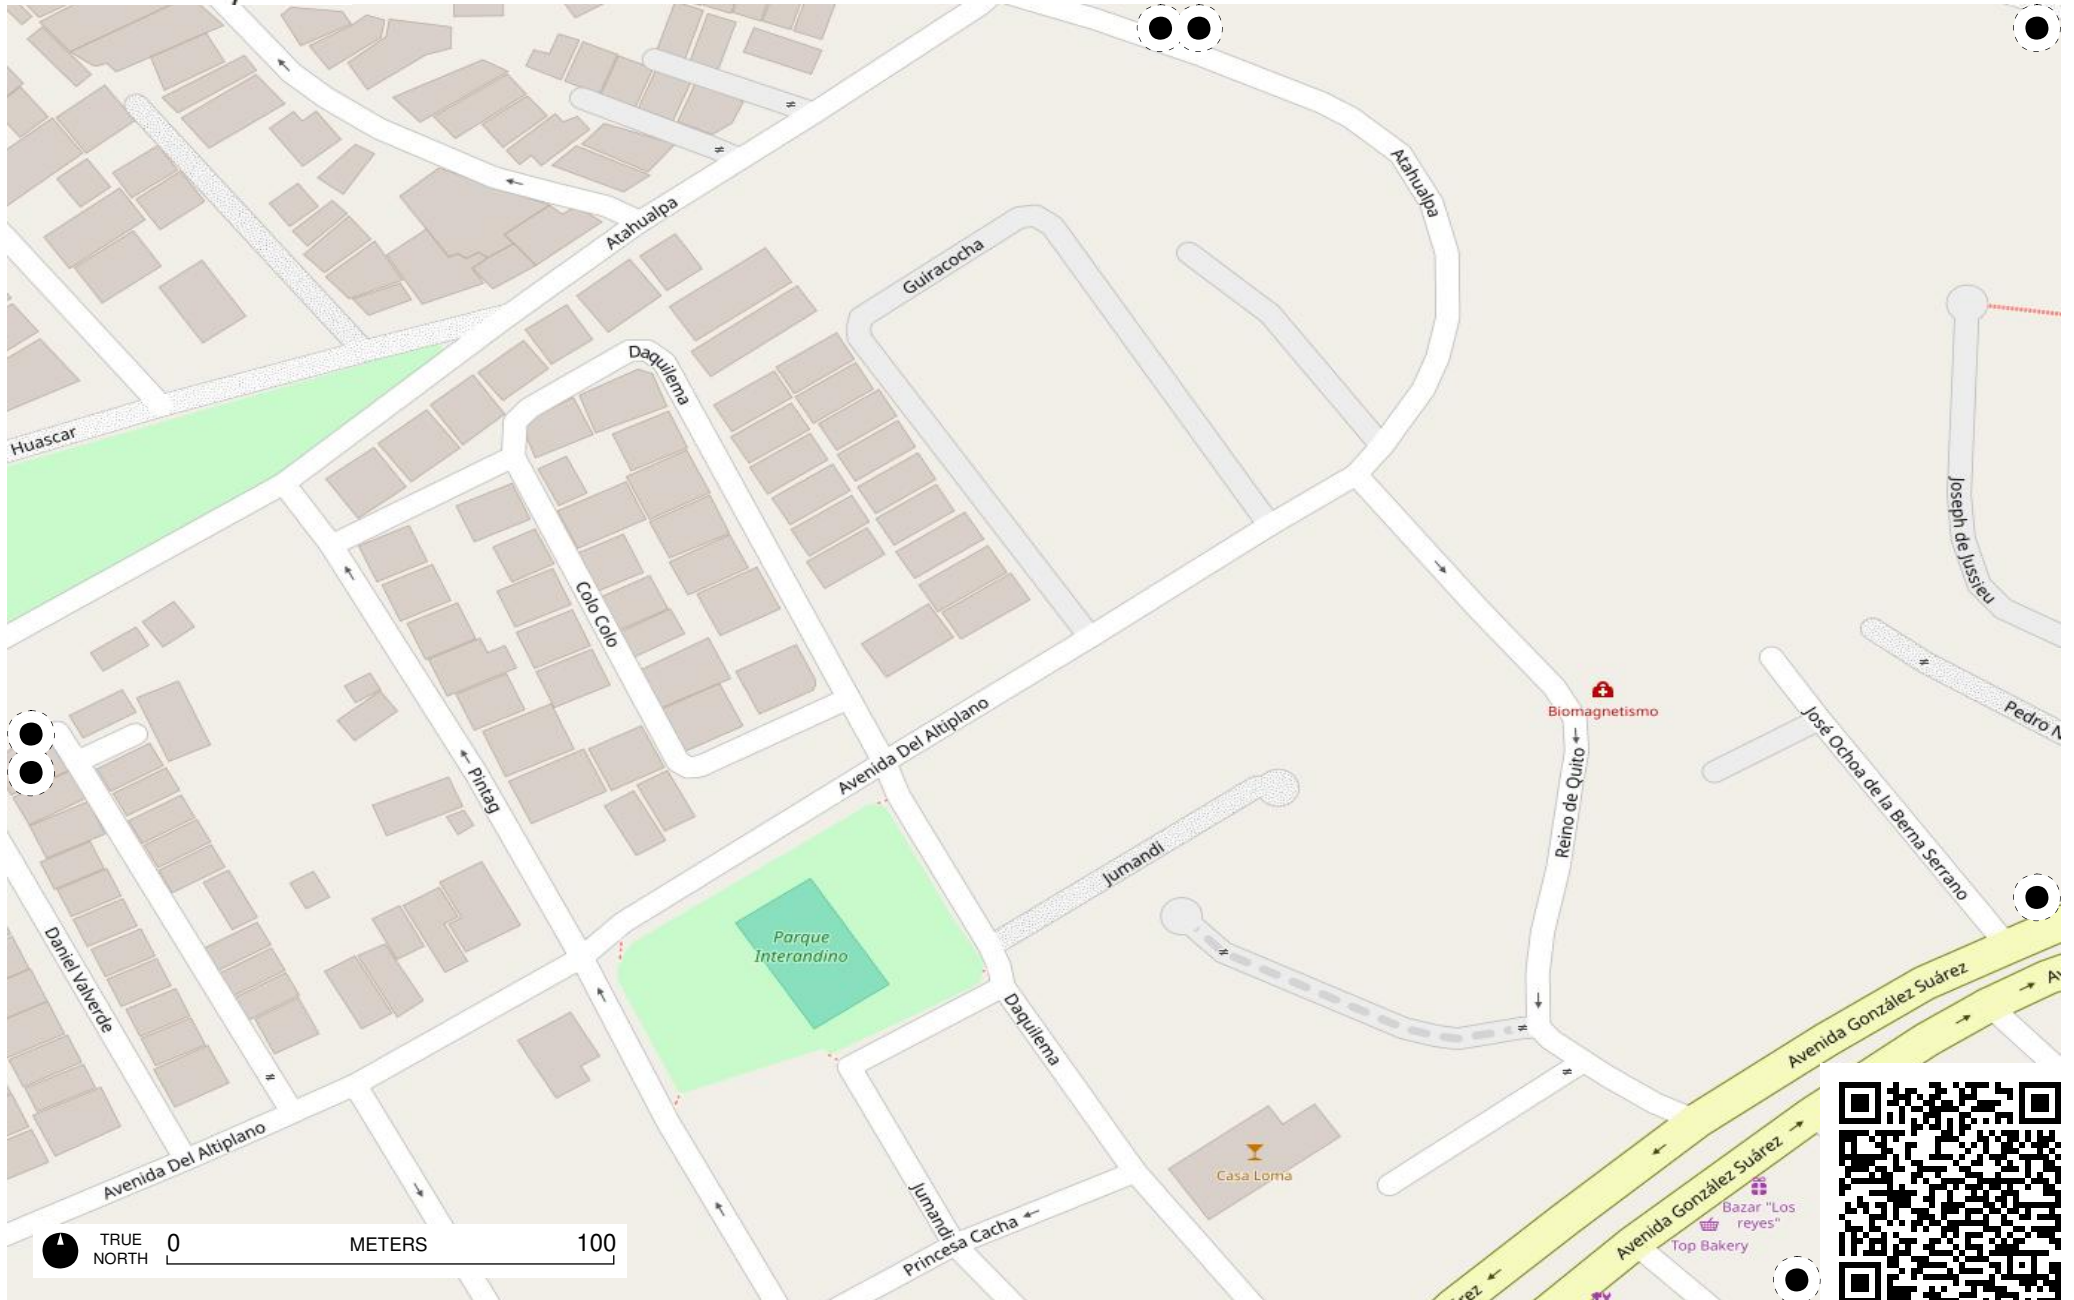 Atahualpa
Atahualpa
Guiracocha
Daquilema
Huascar
Joseph de Jussieu
Colo Colo
Biomagnetismo
Pedro
José Ochoa de la Berna Serrano
Avenida Del Altiplano
Pintag
Reino de Quito
Jumandi
Parque
Interandino
Daniel Valverde
Avenida González Suárez
Av
Daquilema
Avenida Del Altiplano
Casa Loma
Avenida González Suárez
Jumandi
Princesa Cacha
Bazar "Los
reyes"
Top Bakery
rez
TRUE
NORTH
0 METERS 100